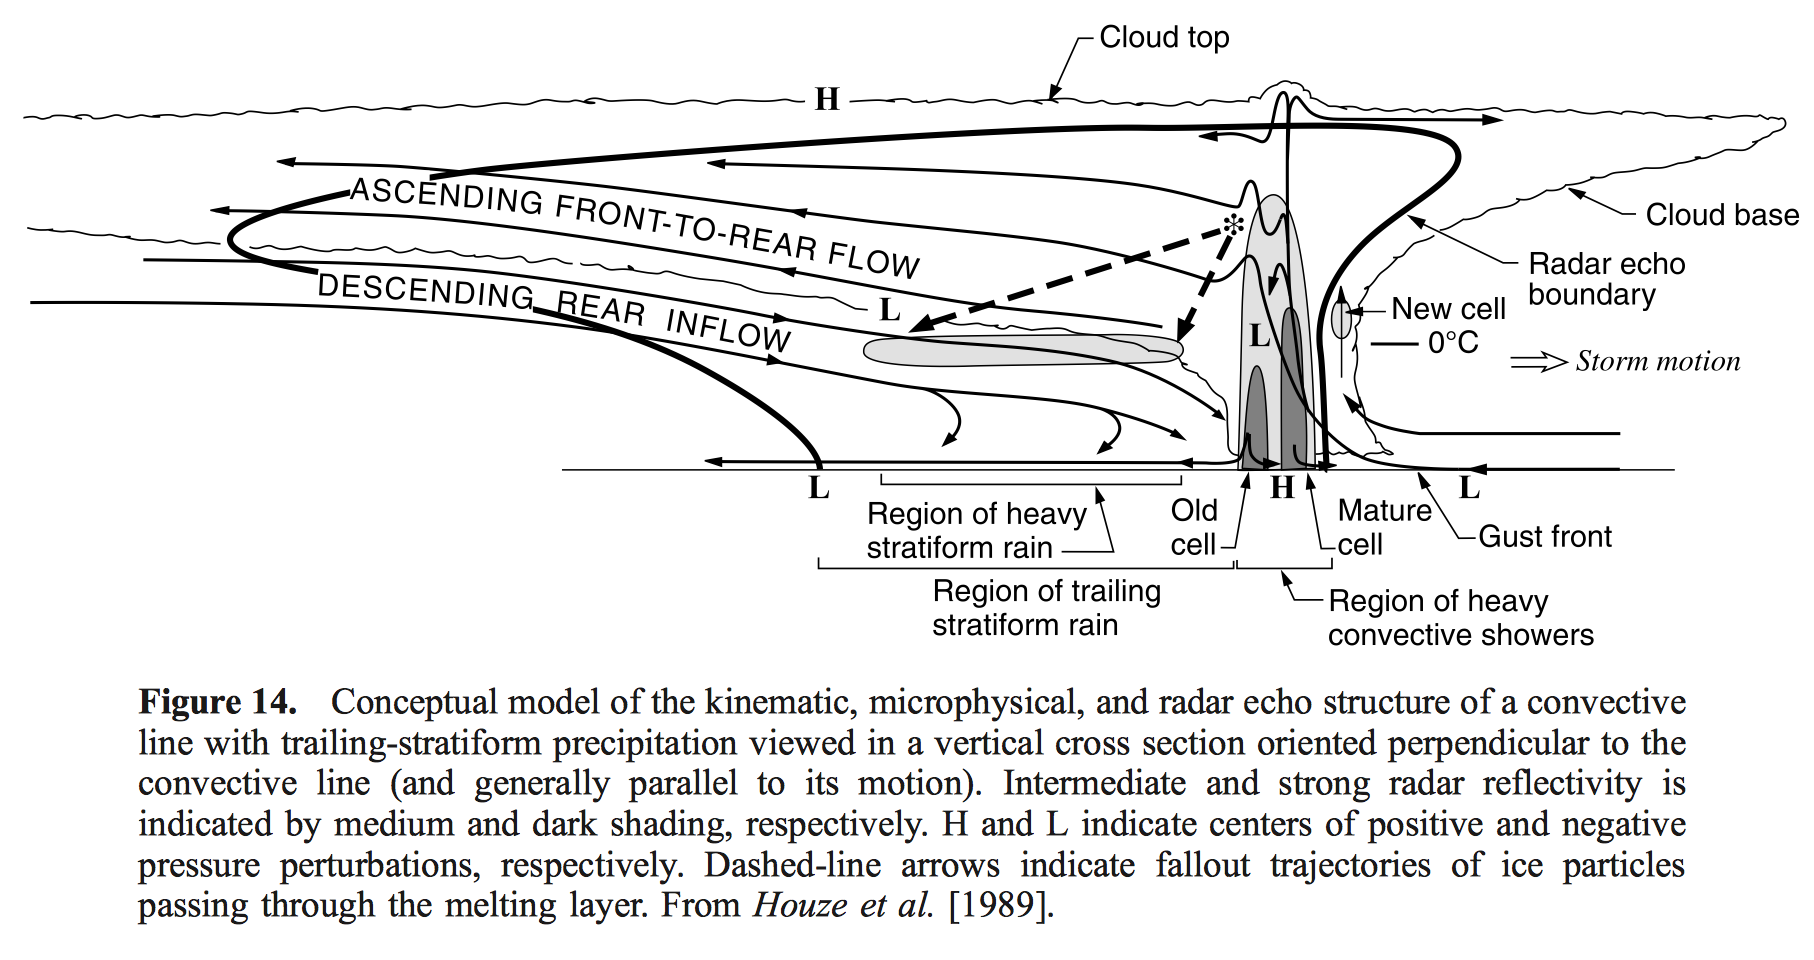 Cloud top
H
ASCENDING FRONT-TO-REAR FLOW
Cloud base
Radar echo
boundary
DESCENDING REAR INFLOW
L
New cell
L
0°C
Storm motion
L
H
L
Region of heavy
stratiform rain
Old
cell
Mature
cell
Gust front
Region of trailing
stratiform rain
Region of heavy
convective showers
Figure 14. Conceptual model of the kinematic, microphysical, and radar echo structure of a convective
line with trailing-stratiform precipitation viewed in a vertical cross section oriented perpendicular to the
convective line (and generally parallel to its motion). Intermediate and strong radar reflectivity is
indicated by medium and dark shading, respectively. H and L indicate centers of positive and negative
pressure perturbations, respectively. Dashed-line arrows indicate fallout trajectories of ice particles
passing through the melting layer. From Houze et al. [1989].